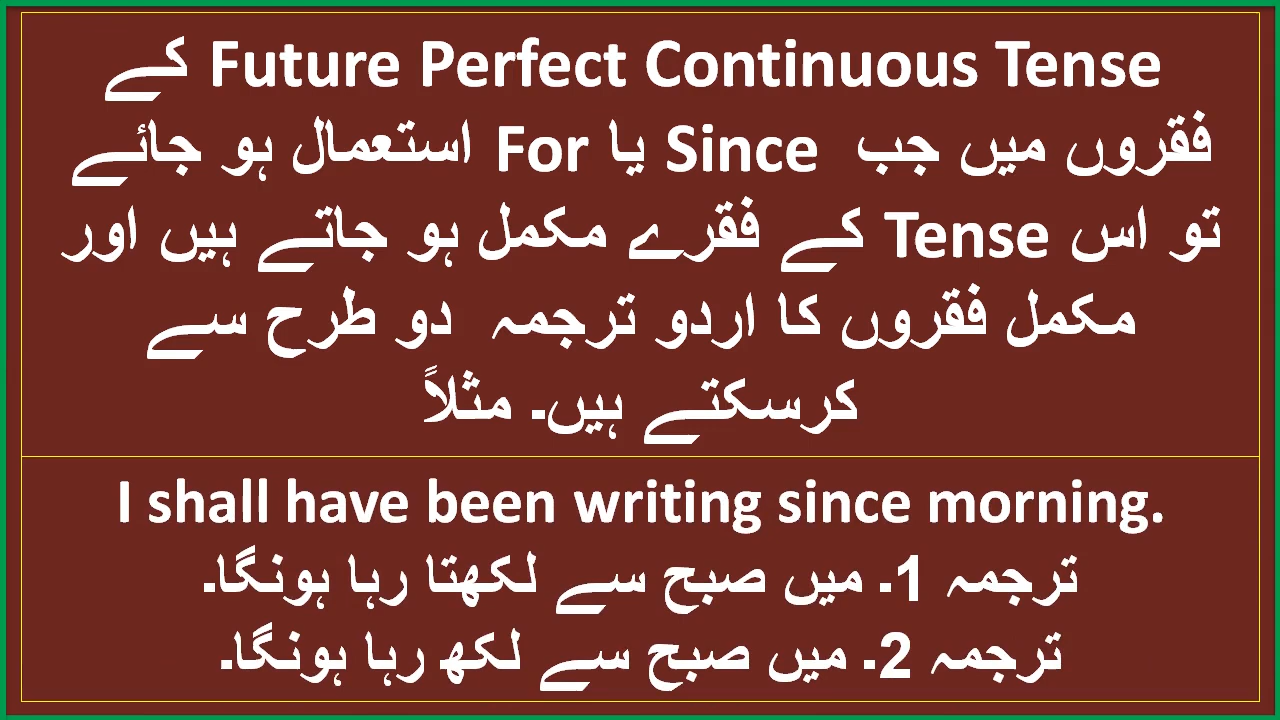 Future Perfect Continuous Tense کے
فقروں میں جب Since یا For استعمال ہو جائے
تو اس Tense کے فقرے مکمل ہو جاتے ہیں اور
مکمل فقروں کا اردو ترجمہ دو طرح سے
کرسکتے ہیں۔ مثلاً
I shall have been writing since morning.
ترجمہ 1۔ میں صبح سے لکھتا رہا ہونگا۔
ترجمہ 2۔ میں صبح سے لکھ رہا ہونگا۔